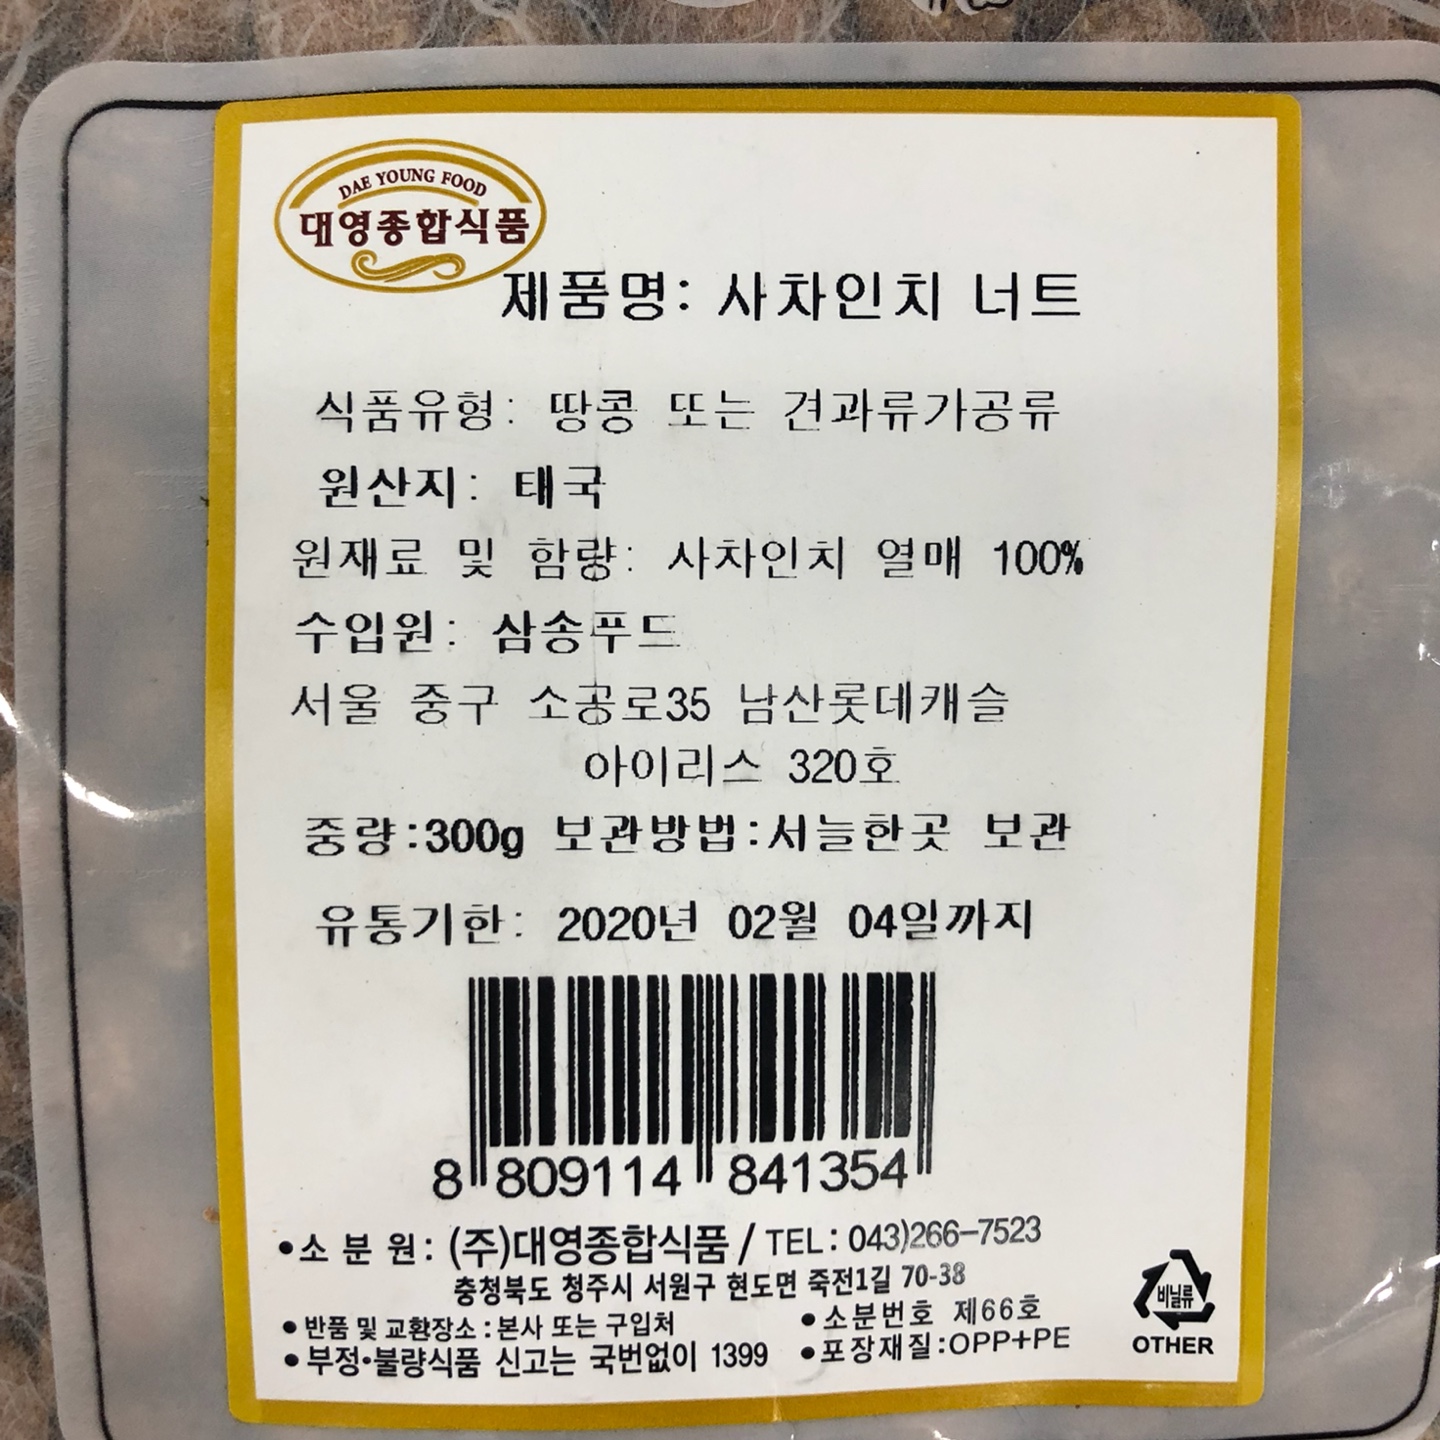 DAE YOUNG FOOD
대영종합식품
제품명: 사차인치 너트
식품유형: 땅콩 또는 견과류가공류
원산지: 태국
원재료 및 함량: 사차인치 열매 100%
수입원: 삼송푸드
서울 중구 소공로35 남산롯데캐슬
아이리스 320호
중량:300g 보관방법:서늘한곳 보관
유통기한: 2020년 02월 04일까지
8 809114 841354
•소 분 원: (주)대영종합식품 / TEL: 043)266-7523
충청북도 청주시 서원구 현도면 죽전1길 70-38
•반품 및 교환장소:본사 또는 구입처 •소분번호 제66호
•부정•불량식품 신고는 국번없이 1399 •포장재질:OPP+PE
비닐류
OTHER